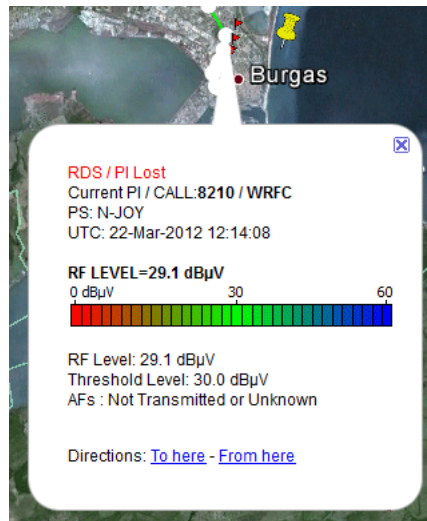 Burgas
RDS / PI Lost
Current PI / CALL:8210 / WRFC
PS: N-JOY
UTC: 22-Mar-2012 12:14:08
RF LEVEL=29.1 dBµV
0 dBµV 30 60
RF Level: 29.1 dBµV
Threshold Level: 30.0 dBµV
AFs : Not Transmitted or Unknown
Directions: To here - From here